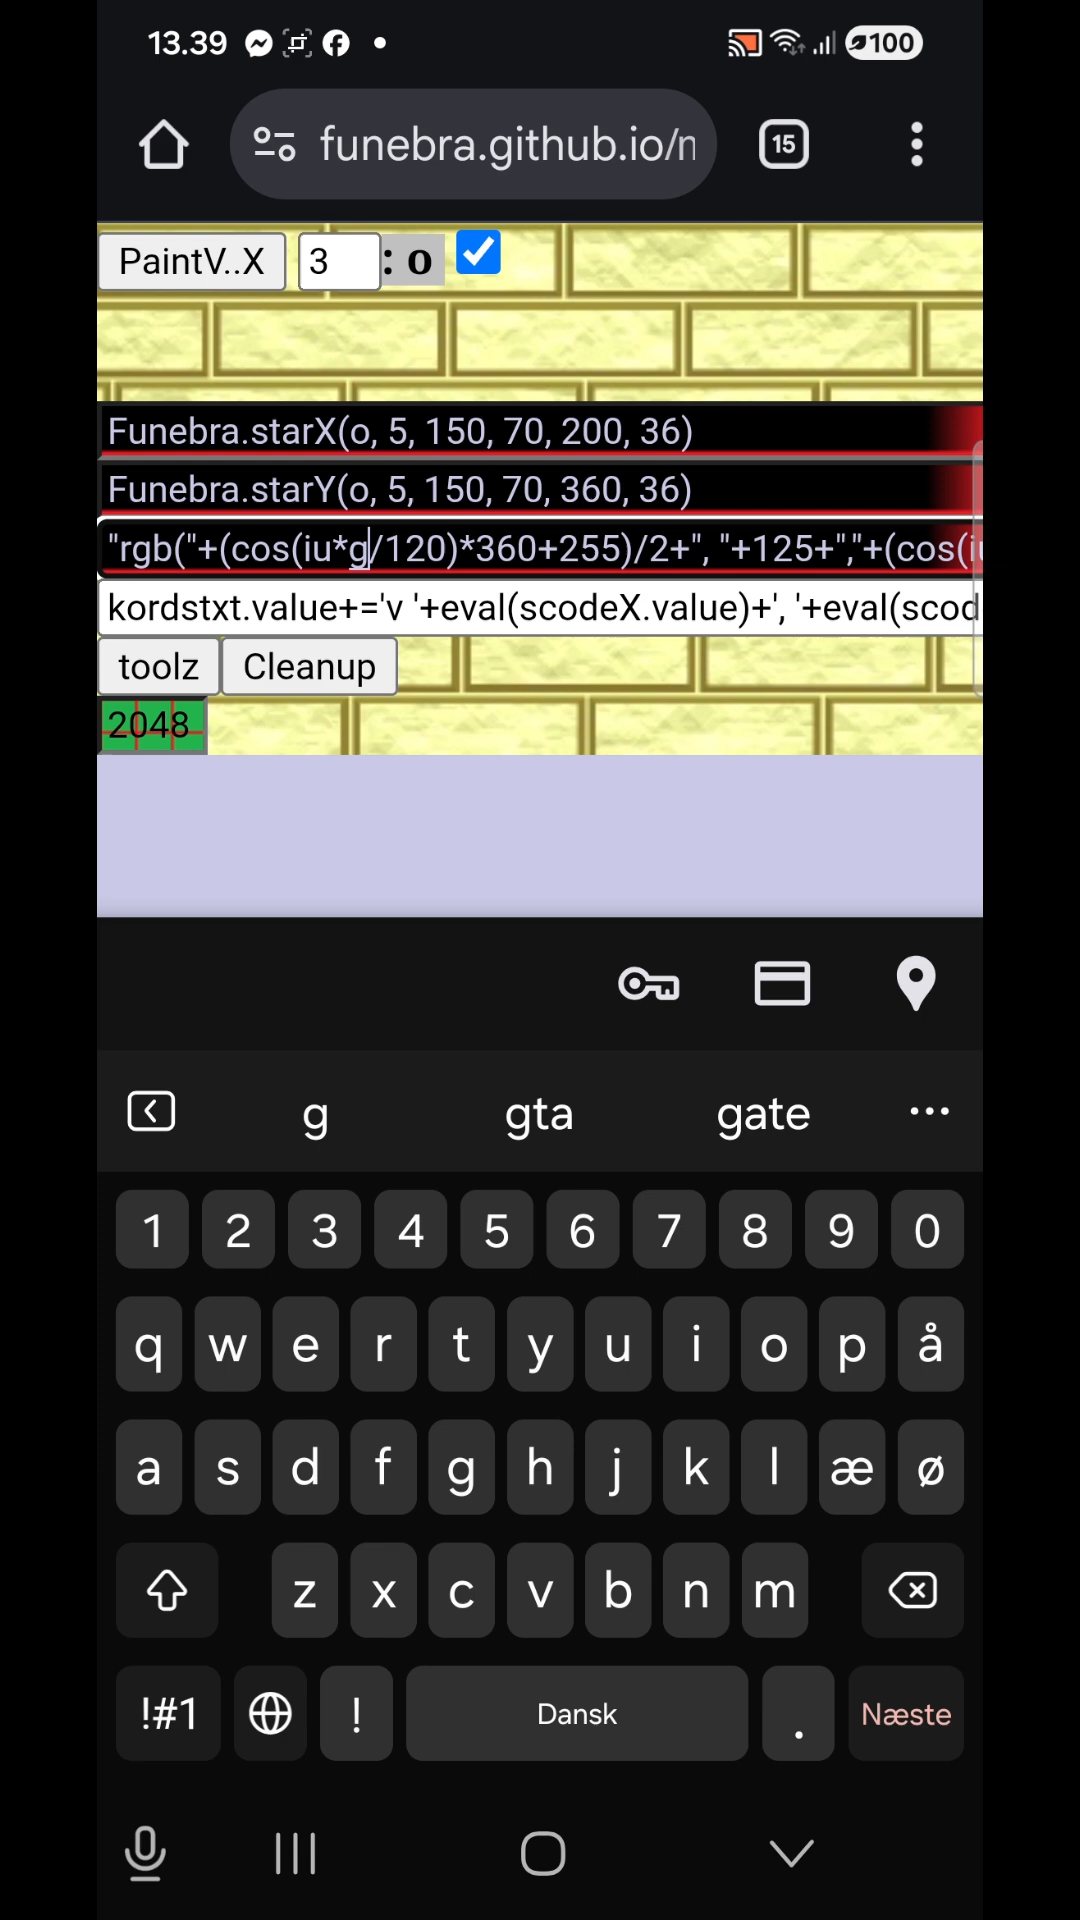 13.39 100
funebra.github.io/n 15
PaintV..X 3 : o
Funebra.starX(o, 5, 150, 70, 200, 36)
Funebra.starY(o, 5, 150, 70, 360, 36)
"rgb("+(cos(iu*g/120)*360+255)/2+", "+125+","+(cos(iu
kordstxt.value+='v '+eval(scodeX.value)+', '+eval(scod
toolz Cleanup
2048
g gta gate ...
1 2 3 4 5 6 7 8 9 0
q w e r t y u i o p å
a s d f g h j k l æ ø
z x c v b n m
!#1 ! Dansk . Næste